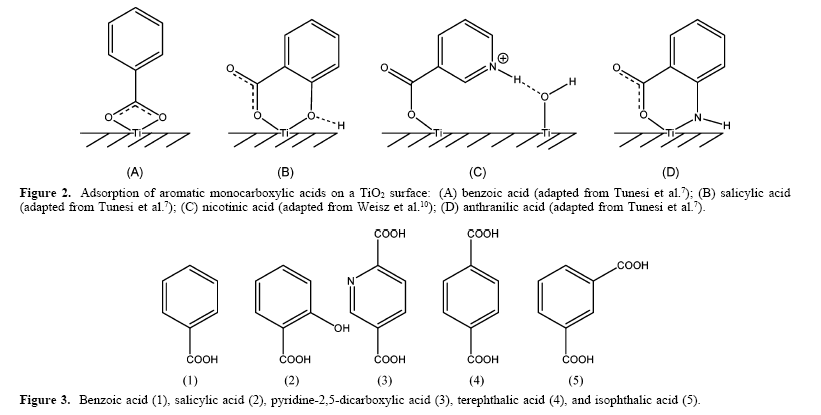 O O O Ti
O O Ti O H
O O Ti N ⊕ H O H Ti
O O Ti N H
(A) (B) (C) (D)
Figure 2. Adsorption of aromatic monocarboxylic acids on a TiO₂ surface: (A) benzoic acid (adapted from Tunesi et al.⁷); (B) salicylic acid
(adapted from Tunesi et al.⁷); (C) nicotinic acid (adapted from Weisz et al.¹⁰); (D) anthranilic acid (adapted from Tunesi et al.⁷).
COOH COOH
COOH
N
OH
COOH COOH COOH COOH COOH
(1) (2) (3) (4) (5)
Figure 3. Benzoic acid (1), salicylic acid (2), pyridine-2,5-dicarboxylic acid (3), terephthalic acid (4), and isophthalic acid (5).